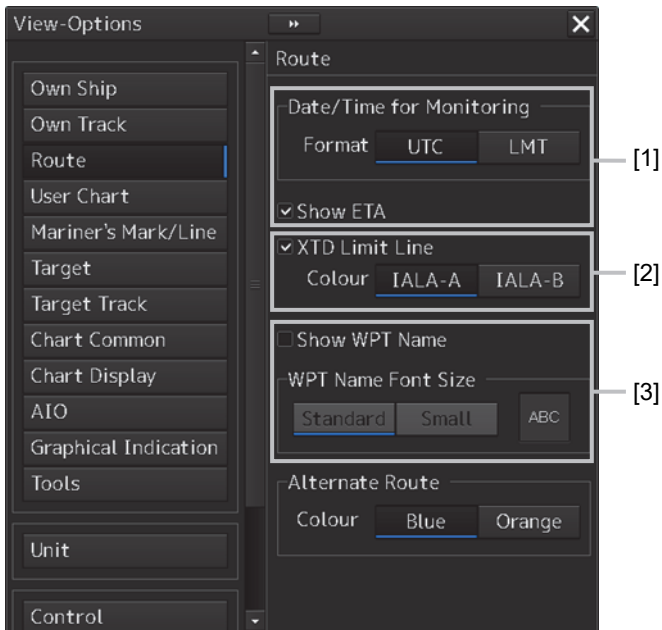 View-Options
Own Ship
Own Track
Route
User Chart
Mariner's Mark/Line
Target
Target Track
Chart Common
Chart Display
AIO
Graphical Indication
Tools
Unit
Control
Route
Date/Time for Monitoring
Format UTC LMT
Show ETA
[1]
XTD Limit Line
Colour IALA-A IALA-B
[2]
Show WPT Name
WPT Name Font Size
Standard Small ABC
[3]
Alternate Route
Colour Blue Orange